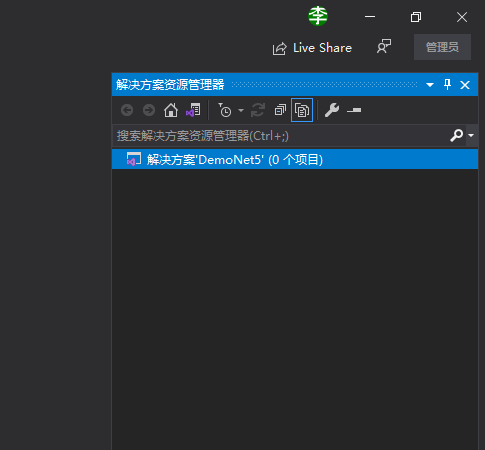 李
Live Share
管理员
解决方案资源管理器
搜索解决方案资源管理器(Ctrl+;)
解决方案'DemoNet5' (0 个项目)